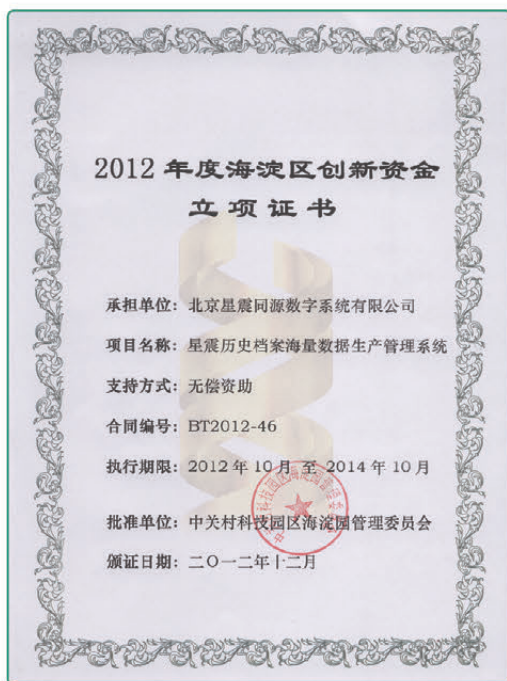 2012 年度海淀区创新资金
立项证书
承担单位: 北京星震同源数字系统有限公司
项目名称: 星震历史档案海量数据生产管理系统
支持方式: 无偿资助
合同编号: BT2012-46
执行期限: 2012 年 10 月 至 2014 年 10 月
批准单位: 中关村科技园区海淀园管理委员会
颁证日期: 二〇一二年十二月